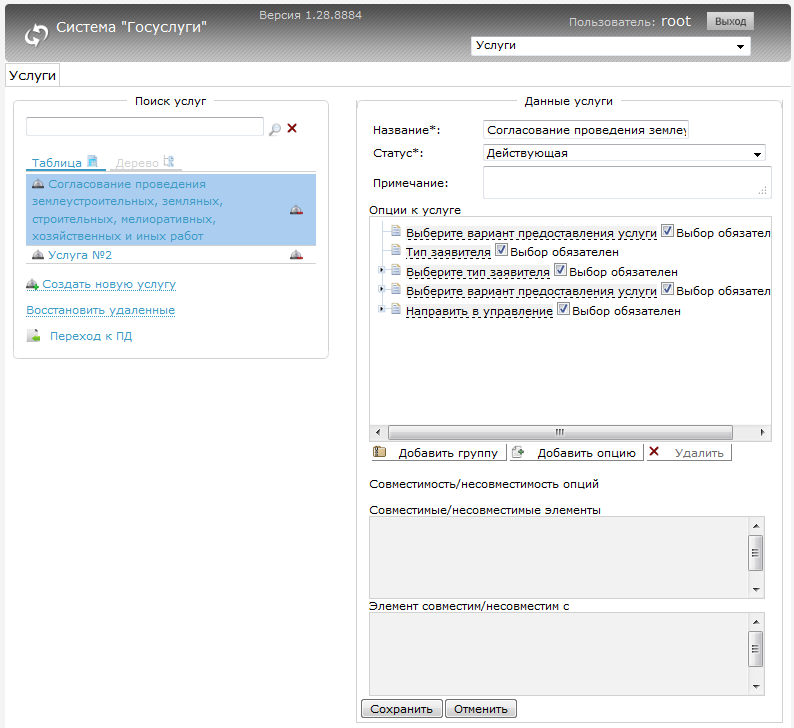 Система "Госуслуги"
Версия 1.28.8884
Пользователь: root
Выход
Услуги
Услуги
Поиск услуг
Таблица
Дерево
Согласование проведения
землеустроительных, земляных,
строительных, мелиоративных,
хозяйственных и иных работ
Услуга №2
Создать новую услугу
Восстановить удаленные
Переход к ПД
Данные услуги
Название*: Согласование проведения землеу
Статус*: Действующая
Примечание:
Опции к услуге
Выберите вариант предоставления услуги Выбор обязател
Тип заявителя Выбор обязателен
Выберите тип заявителя Выбор обязателен
Выберите вариант предоставления услуги Выбор обязател
Направить в управление Выбор обязателен
Добавить группу Добавить опцию Удалить
Совместимость/несовместимость опций
Совместимые/несовместимые элементы
Элемент совместим/несовместим с
Сохранить Отменить